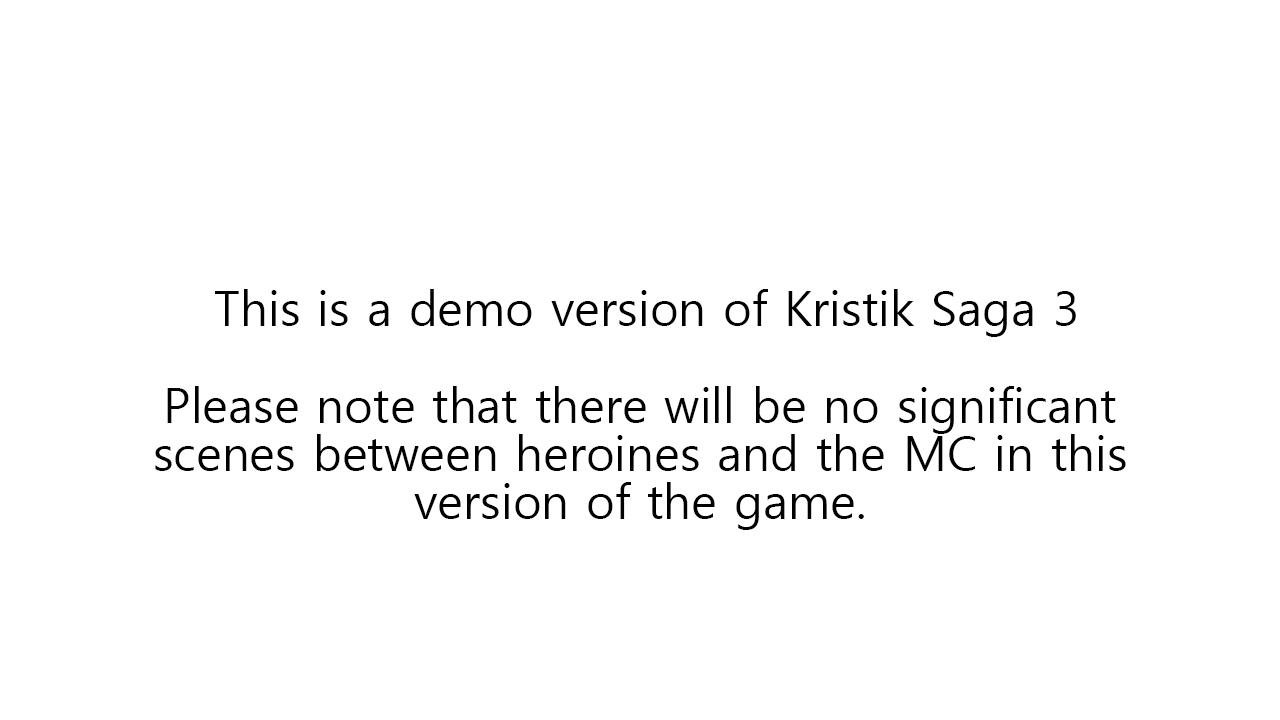 This is a demo version of Kristik Saga 3
Please note that there will be no significant
scenes between heroines and the MC in this
version of the game.